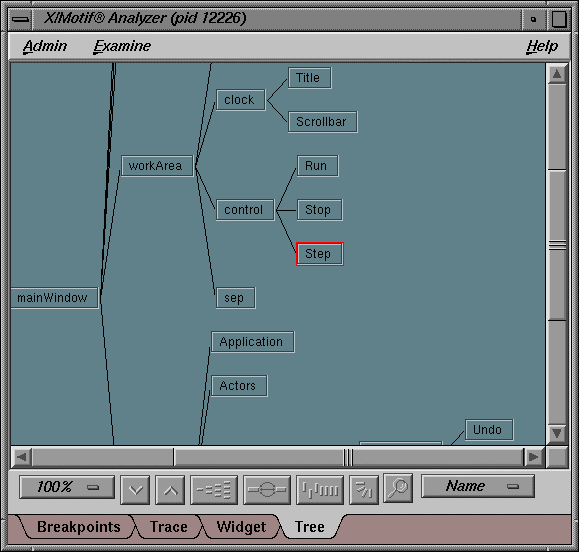 X/Motif® Analyzer (pid 12226)
Admin Examine Help
Title
clock
Scrollbar
workArea
Run
control
Stop
Step
mainWindow
sep
Application
Actors
Undo
100% Name
Breakpoints Trace Widget Tree